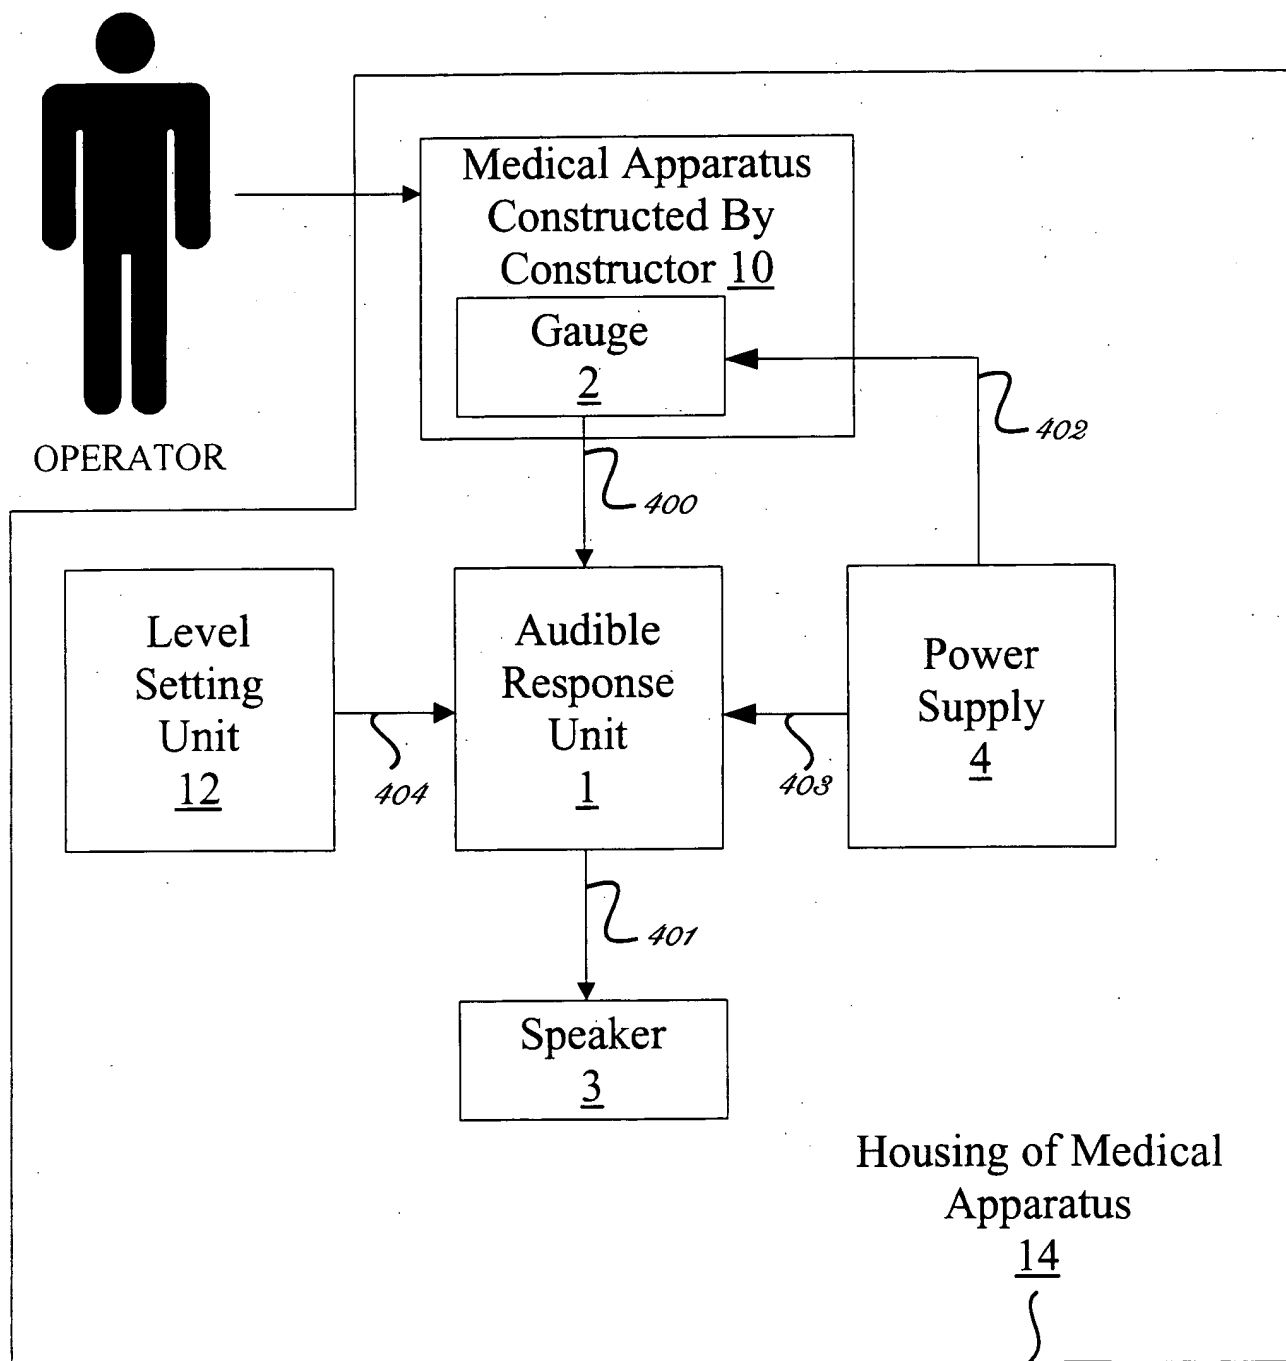 Medical Apparatus
Constructed By
Constructor 10
Gauge
2
402
OPERATOR
400
Level
Setting
Unit
12
404
Audible
Response
Unit
1
403
Power
Supply
4
401
Speaker
3
Housing of Medical
Apparatus
14